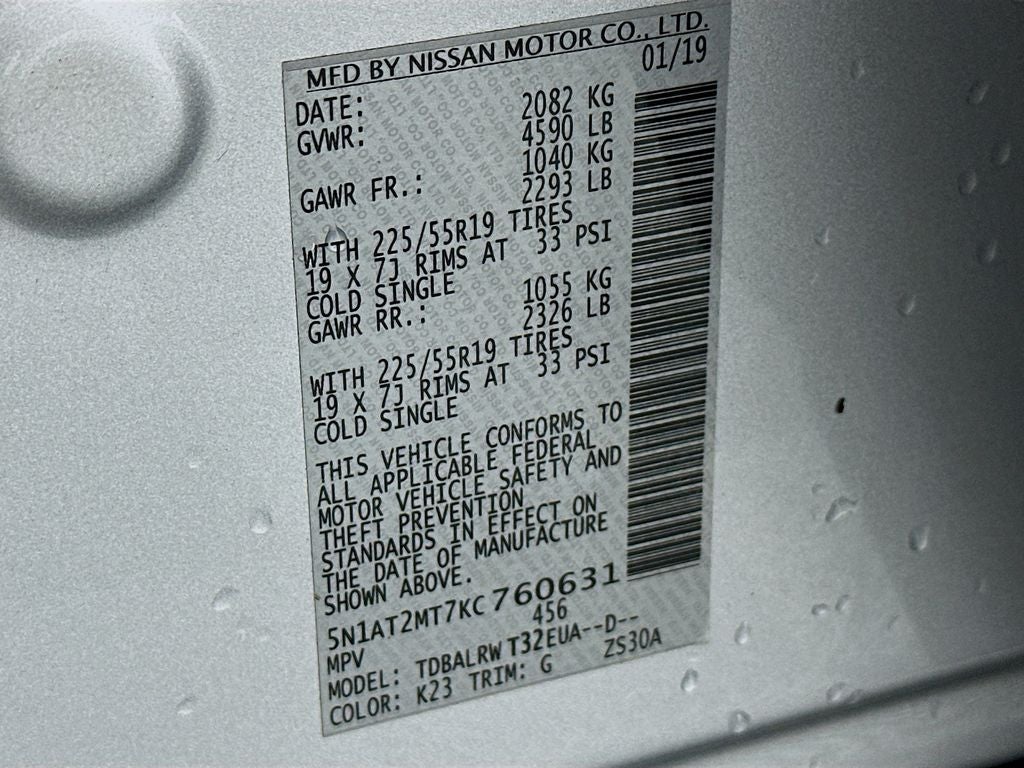 MFD BY NISSAN MOTOR CO., LTD.
DATE: 01/19
GVWR: 2082 KG
4590 LB
GAWR FR.: 1040 KG
2293 LB
WITH 225/55R19 TIRES
19 X 7J RIMS AT 33 PSI
COLD SINGLE
GAWR RR.: 1055 KG
2326 LB
WITH 225/55R19 TIRES
19 X 7J RIMS AT 33 PSI
COLD SINGLE
THIS VEHICLE CONFORMS TO
ALL APPLICABLE FEDERAL
MOTOR VEHICLE SAFETY AND
THEFT PREVENTION
STANDARDS IN EFFECT ON
THE DATE OF MANUFACTURE
SHOWN ABOVE.
5N1AT2MT7KC760631
MPV 456
MODEL: TDBALRWT32EUA--D--
COLOR: K23 TRIM: G ZS30A